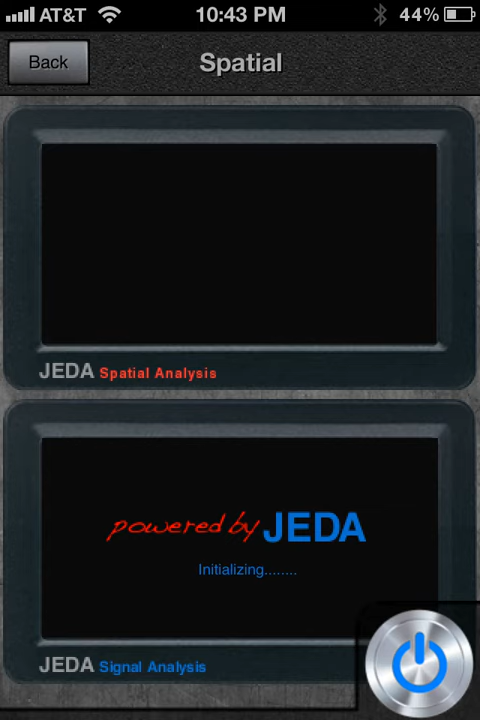 AT&T 10:43 PM 44%
Back Spatial
JEDA Spatial Analysis
powered by JEDA
Initializing........
JEDA Signal Analysis